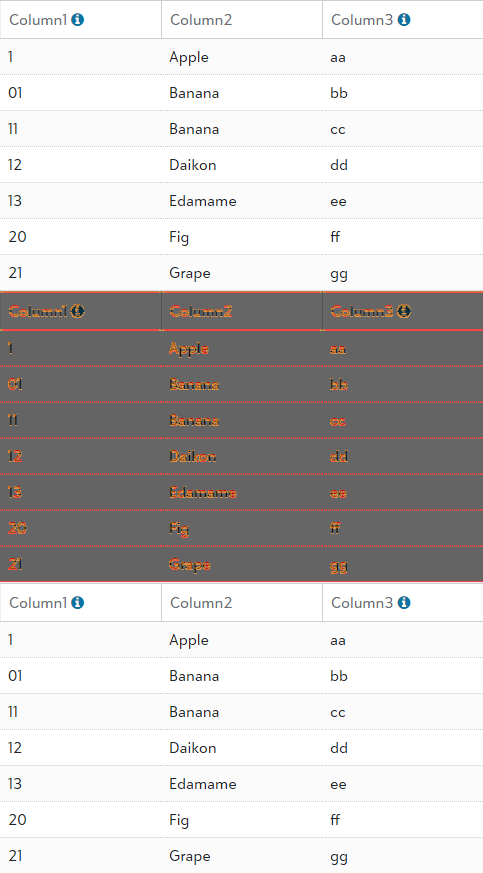 Column1 Column2 Column3
1 Apple aa
01 Banana bb
11 Banana cc
12 Daikon dd
13 Edamame ee
20 Fig ff
21 Grape gg
Column1 Column2 Column3
1 Apple aa
01 Banana bb
11 Banana cc
12 Daikon dd
13 Edamame ee
20 Fig ff
21 Grape gg
Column1 Column2 Column3
1 Apple aa
01 Banana bb
11 Banana cc
12 Daikon dd
13 Edamame ee
20 Fig ff
21 Grape gg